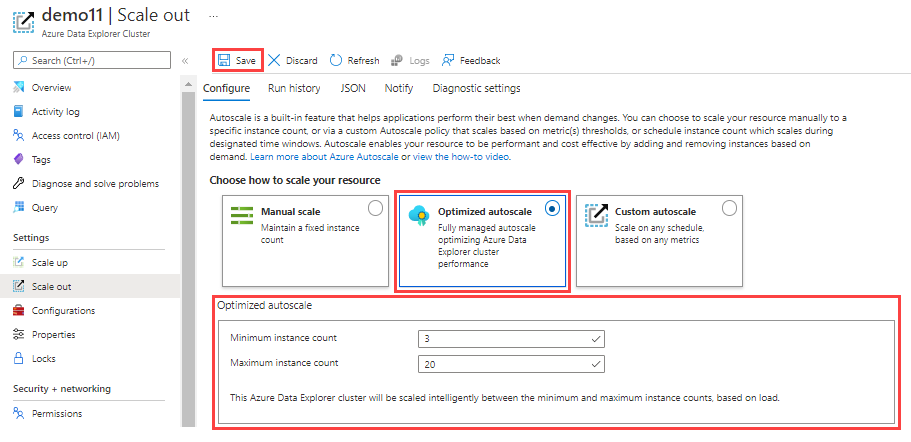 demo11 | Scale out ...
Azure Data Explorer Cluster
Search (Ctrl+/)
«
Overview
Activity log
Access control (IAM)
Tags
Diagnose and solve problems
Query
Settings
Scale up
Scale out
Configurations
Properties
Locks
Security + networking
Permissions
Save Discard Refresh Logs Feedback
Configure Run history JSON Notify Diagnostic settings
Autoscale is a built-in feature that helps applications perform their best when demand changes. You can choose to scale your resource manually to a
specific instance count, or via a custom Autoscale policy that scales based on metric(s) thresholds, or schedule instance count which scales during
designated time windows. Autoscale enables your resource to be performant and cost effective by adding and removing instances based on
demand. Learn more about Azure Autoscale or view the how-to video.
Choose how to scale your resource
Manual scale
Maintain a fixed instance
count
Optimized autoscale
Fully managed autoscale
optimizing Azure Data
Explorer cluster
performance
Custom autoscale
Scale on any schedule,
based on any metrics
Optimized autoscale
Minimum instance count 3
Maximum instance count 20
This Azure Data Explorer cluster will be scaled intelligently between the minimum and maximum instance counts, based on load.